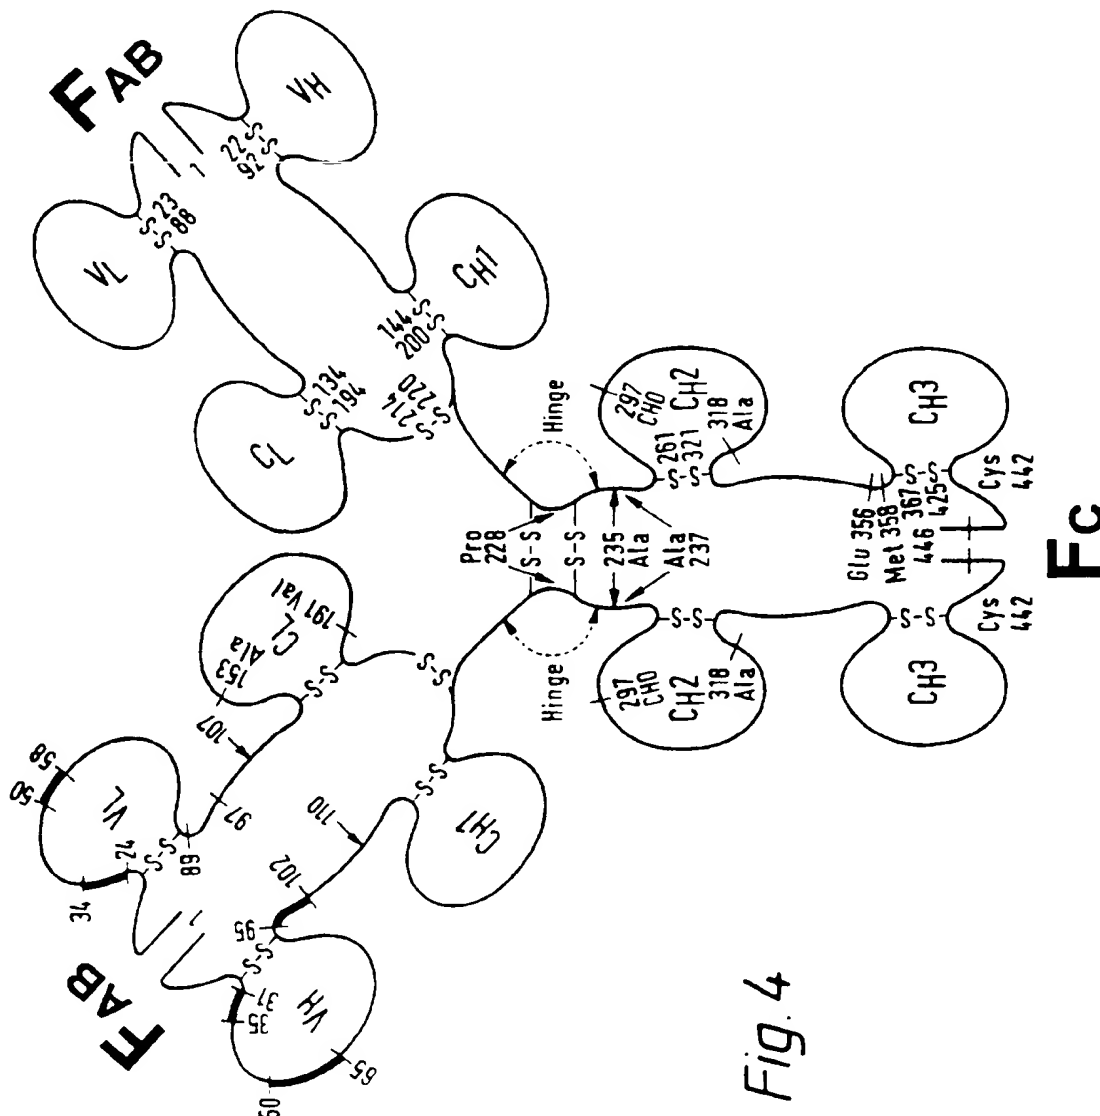 FAB
VH
22
92
S-S
1
VL
23
88
S-S
CH1
144
200
S-S
CL
134
194
S-S
214
220
S-S
FAB
VL
58
50
34
24
S-S
89
97
107
1
CL
153
Ala
191 Val
S-S
S-S
VH
31
35
50
65
S-S
95
102
110
CH1
S-S
Hinge
Hinge
Pro
228
S-S
S-S
235
Ala
Ala
237
297
CHO
CH2
318
Ala
S-S
297
CHO
CH2
261
321
S-S
318
Ala
Glu 356
Met 358
367
425
446
S-S
S-S
CH3
CH3
Cys
442
Cys
442
FC
Fig. 4